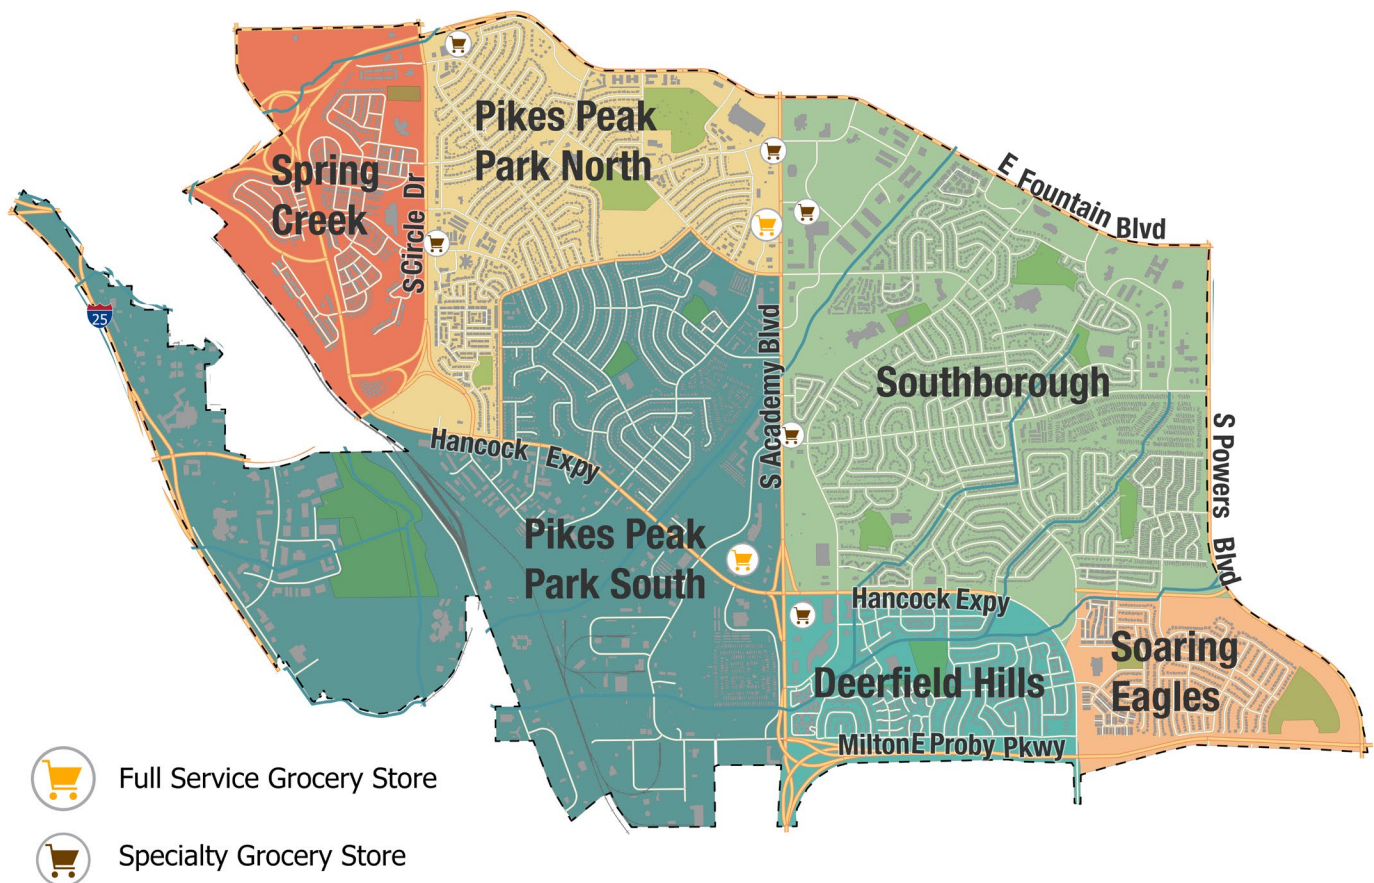 Pikes Peak
Park North
Spring
Creek
S Circle Dr
E Fountain Blvd
25
S Academy Blvd
Southborough
S Powers Blvd
Hancock Expy
Pikes Peak
Park South
Hancock Expy
Soaring
Eagles
Deerfield Hills
Milton E Proby Pkwy
Full Service Grocery Store
Specialty Grocery Store